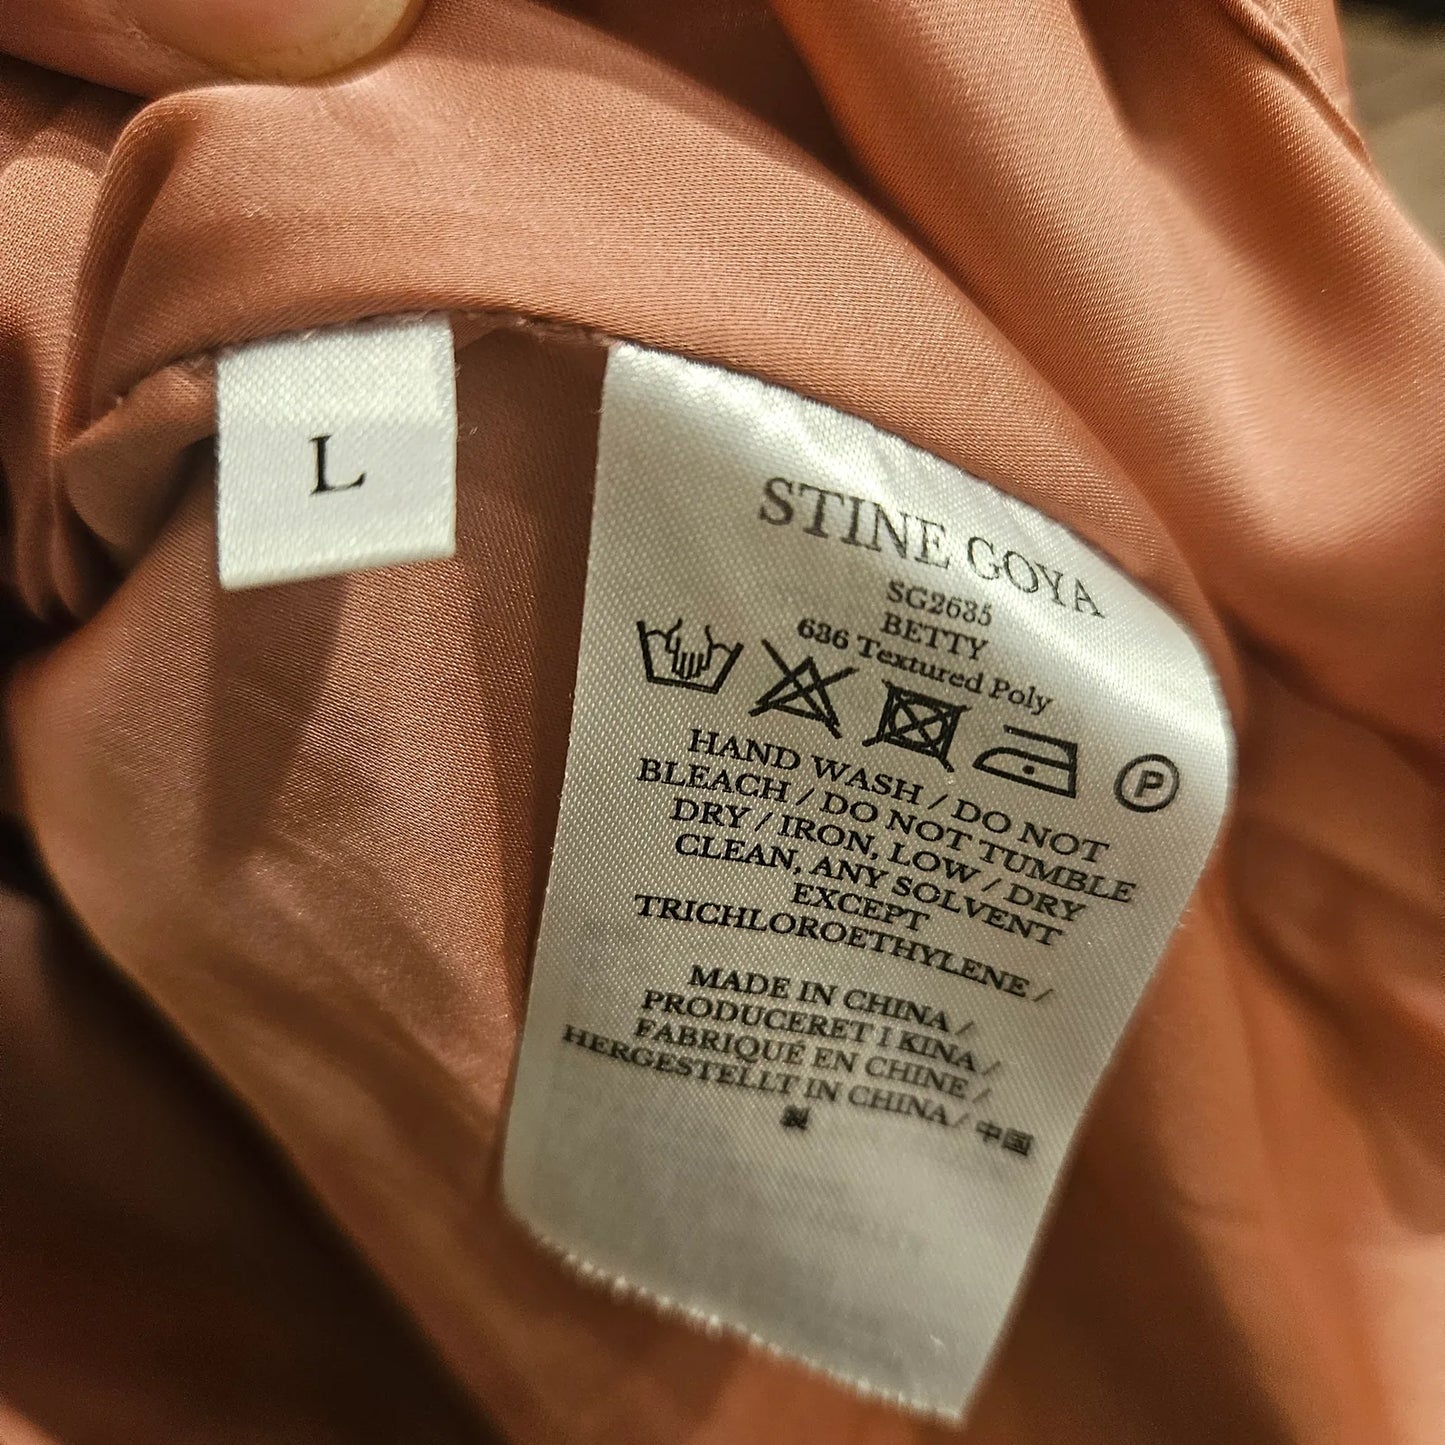 L
STINE GOYA
SG2635
BETTY
636 Textured Poly
P
HAND WASH / DO NOT
BLEACH / DO NOT TUMBLE
DRY / IRON, LOW / DRY
CLEAN, ANY SOLVENT
EXCEPT
TRICHLOROETHYLENE /
MADE IN CHINA /
PRODUCERET I KINA /
FABRIQUÉ EN CHINE /
HERGESTELLT IN CHINA / 中国
製